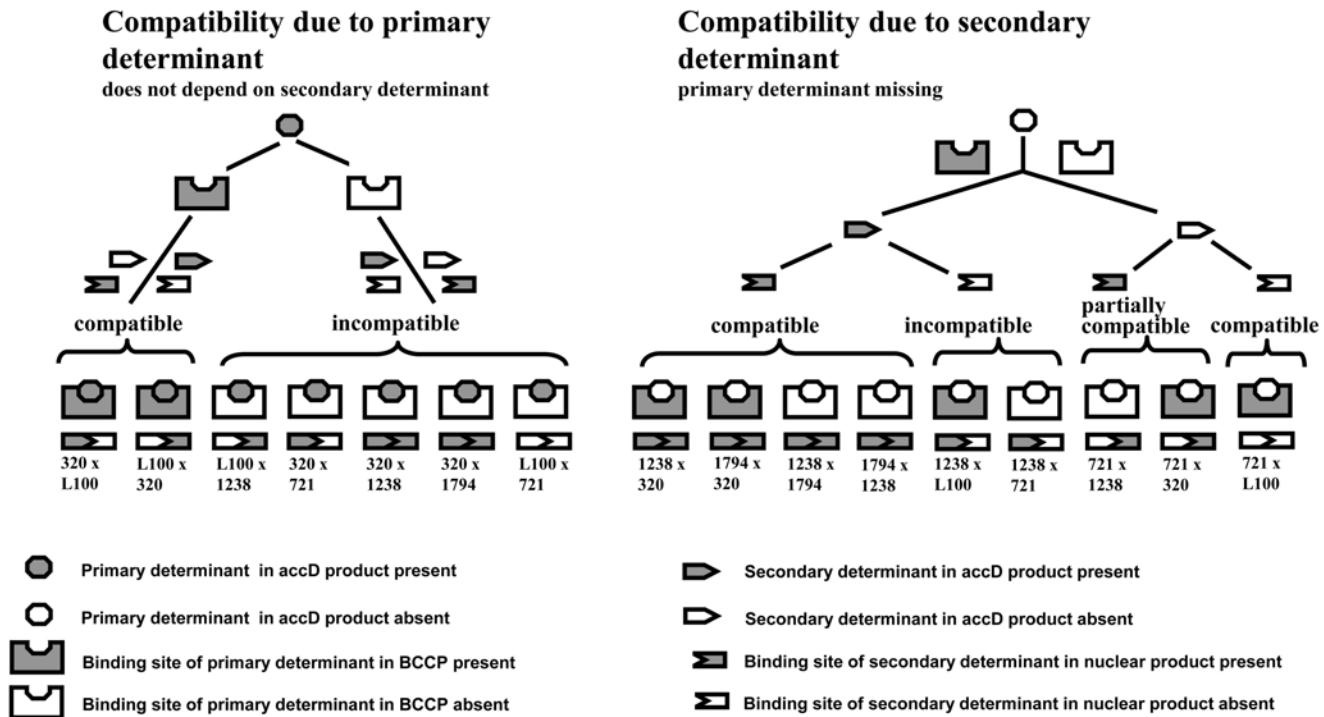 Compatibility due to primary
determinant
does not depend on secondary determinant
compatible
incompatible
320 x
L100
L100 x
320
L100 x
1238
320 x
721
320 x
1238
320 x
1794
L100 x
721
Compatibility due to secondary
determinant
primary determinant missing
compatible
incompatible
partially
compatible
compatible
1238 x
320
1794 x
320
1238 x
1794
1794 x
1238
1238 x
L100
1238 x
721
721 x
1238
721 x
320
721 x
L100
Primary determinant in accD product present
Primary determinant in accD product absent
Binding site of primary determinant in BCCP present
Binding site of primary determinant in BCCP absent
Secondary determinant in accD product present
Secondary determinant in accD product absent
Binding site of secondary determinant in nuclear product present
Binding site of secondary determinant in nuclear product absent